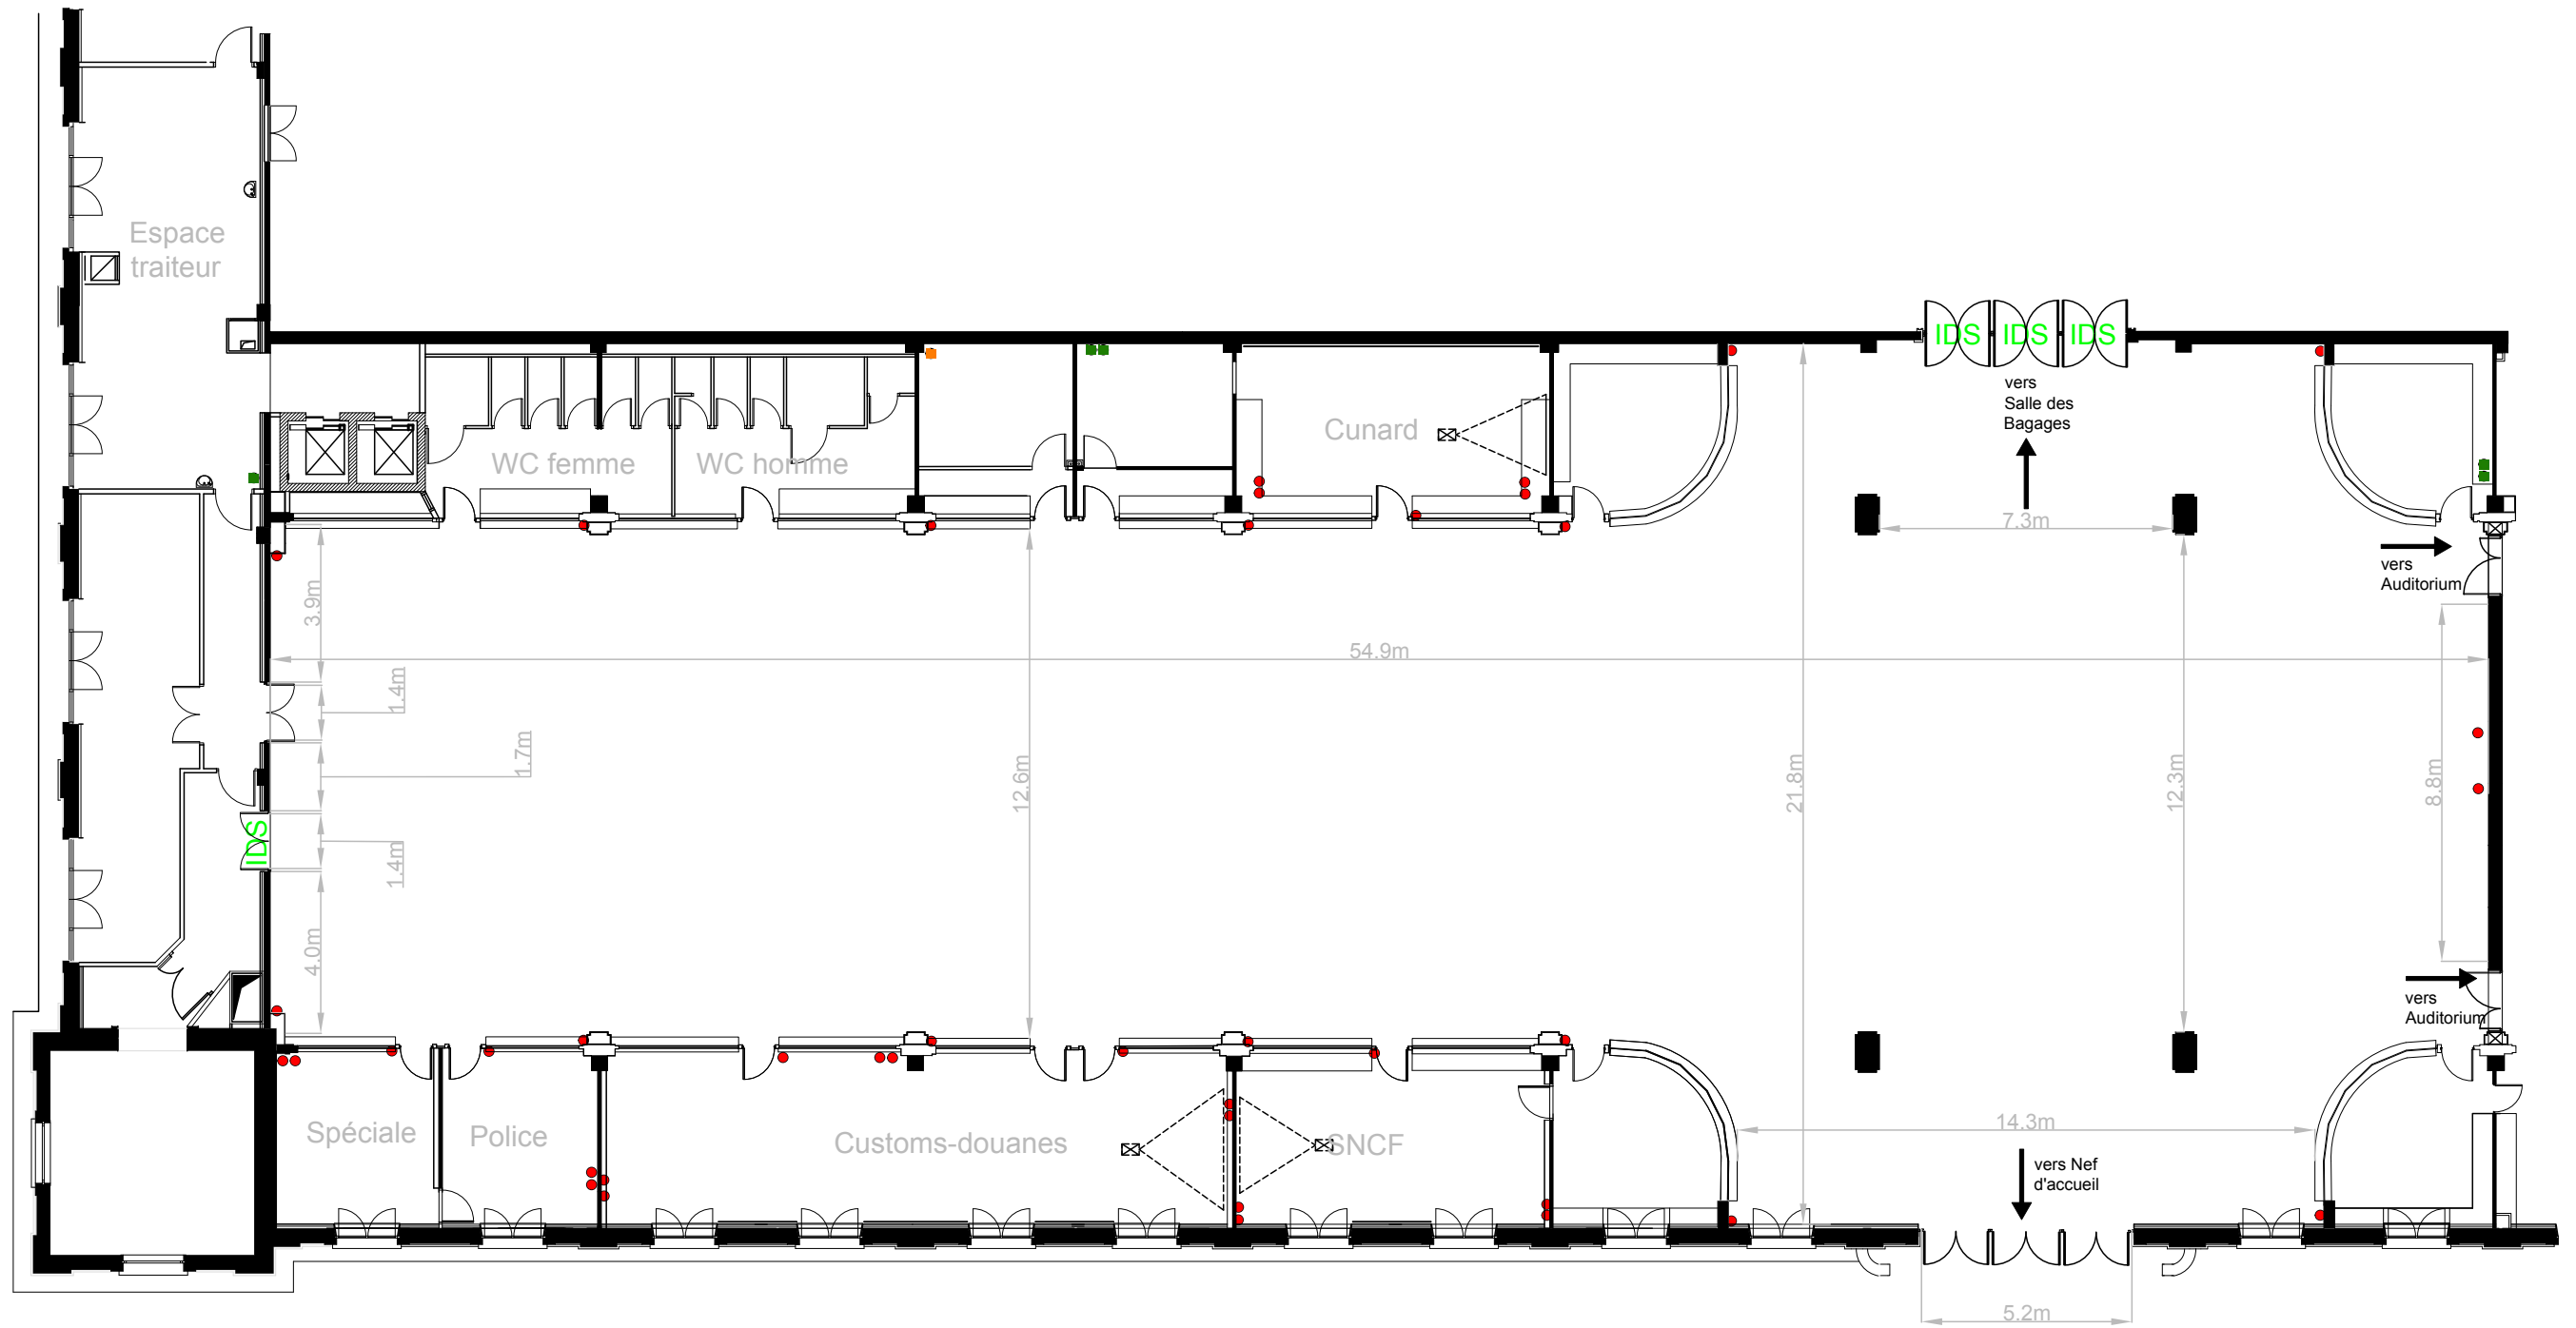 Espace
traiteur
IDS IDS IDS
vers
Salle des
Bagages
Cunard
WC femme
WC homme
7.3m
vers
Auditorium
3.9m
54.9m
1.4m
1.7m
12.6m
21.8m
12.3m
8.8m
IDS
1.4m
4.0m
vers
Auditorium
Spéciale
Police
Customs-douanes
SNCF
14.3m
vers Nef
d'accueil
5.2m